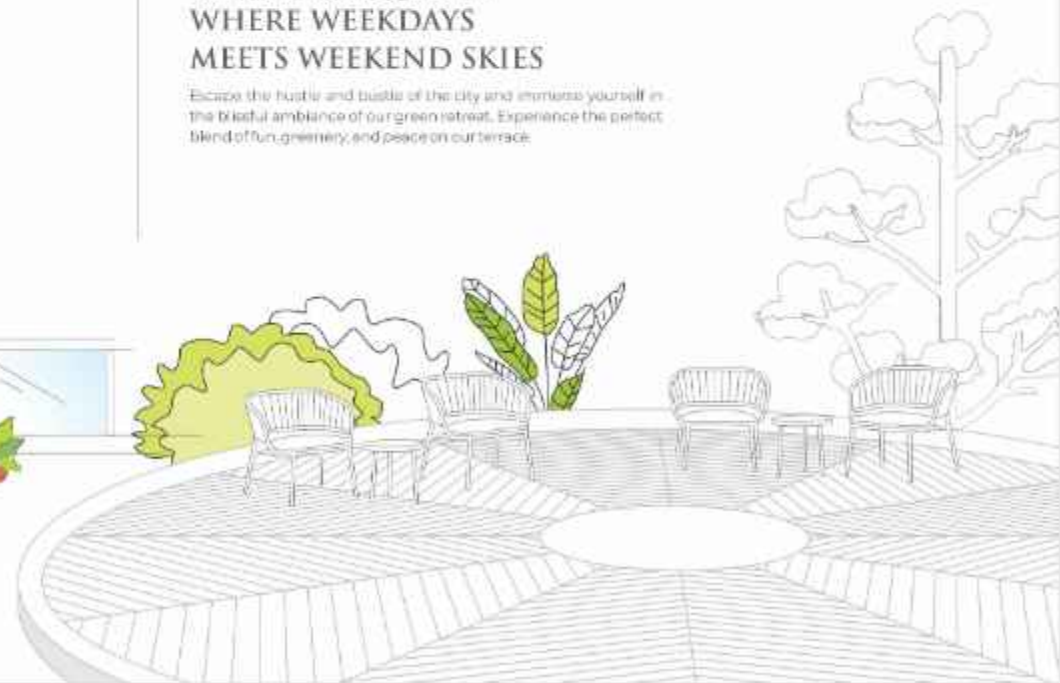 WHERE WEEKDAYS
MEETS WEEKEND SKIES
Escape the hustle and bustle of the city and immerse yourself in
the blissful ambiance of our green retreat. Experience the perfect
blend of fun, greenery, and peace on our terrace.